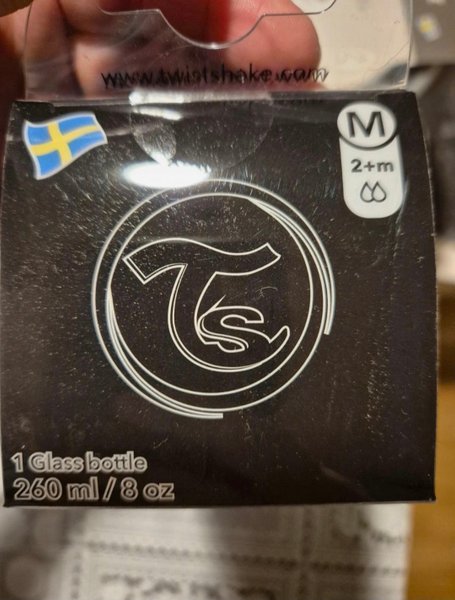 www.twistshake.com
M
2+m
Ts
1 Glass bottle
260 ml / 8 oz